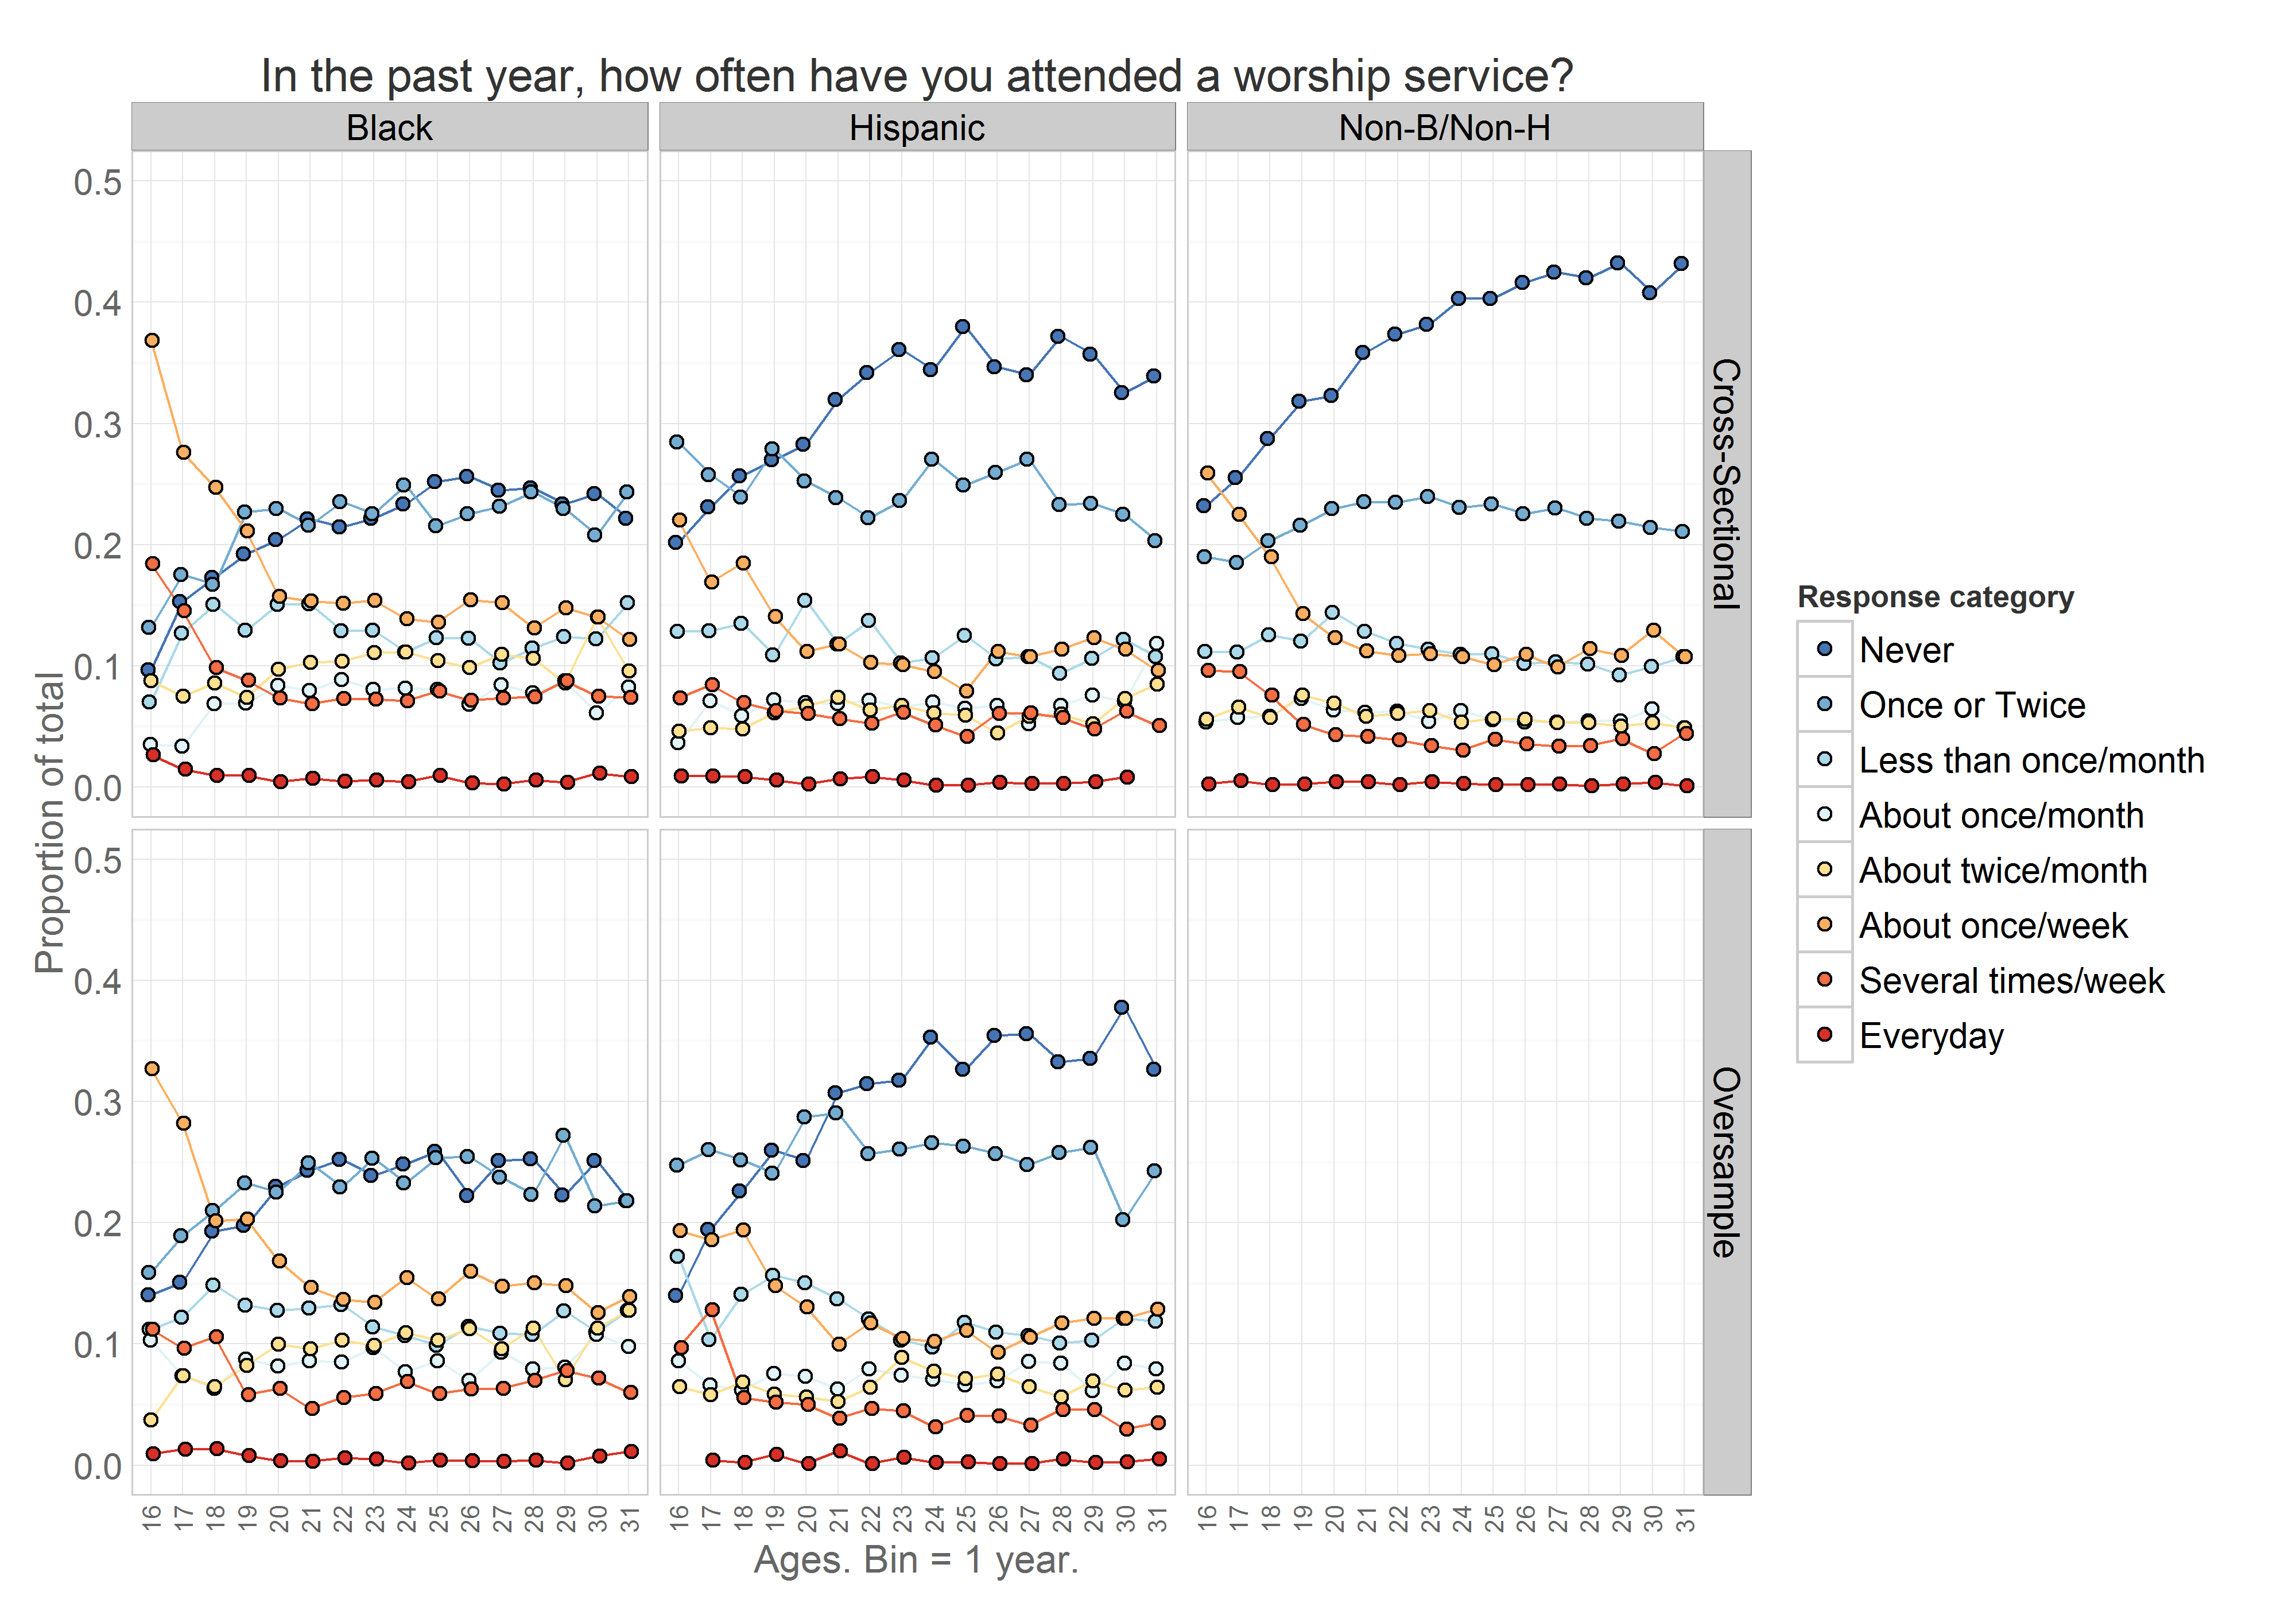 In the past year, how often have you attended a worship service?
Black
Hispanic
Non-B/Non-H
Cross-Sectional
Oversample
Proportion of total
0.5
0.4
0.3
0.2
0.1
0.0
0.5
0.4
0.3
0.2
0.1
0.0
16 17 18 19 20 21 22 23 24 25 26 27 28 29 30 31
16 17 18 19 20 21 22 23 24 25 26 27 28 29 30 31
16 17 18 19 20 21 22 23 24 25 26 27 28 29 30 31
Ages. Bin = 1 year.
Response category
Never
Once or Twice
Less than once/month
About once/month
About twice/month
About once/week
Several times/week
Everyday